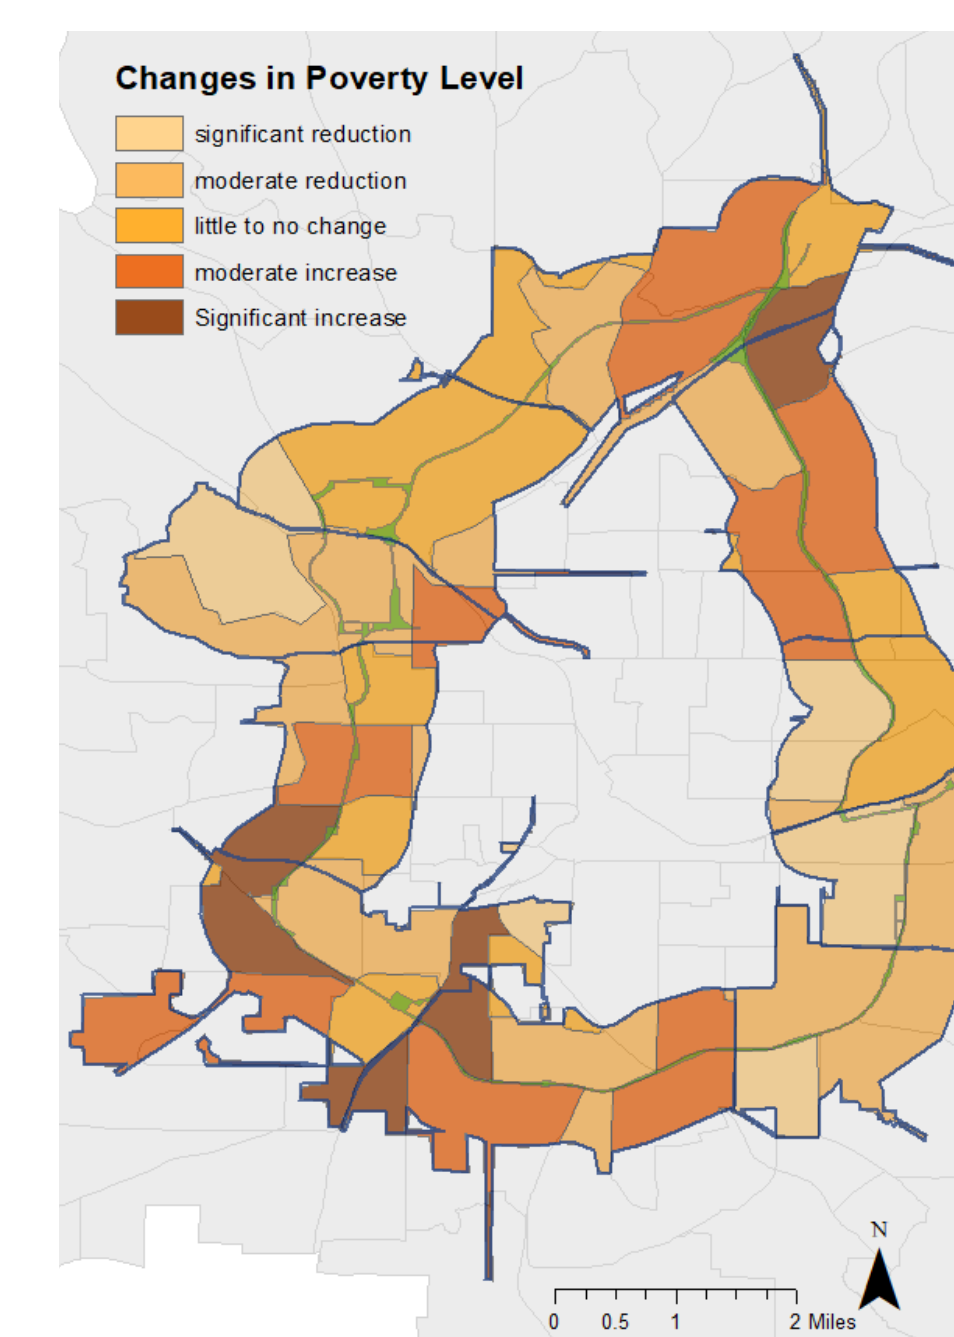 Changes in Poverty Level
significant reduction
moderate reduction
little to no change
moderate increase
Significant increase
N
0 0.5 1 2 Miles